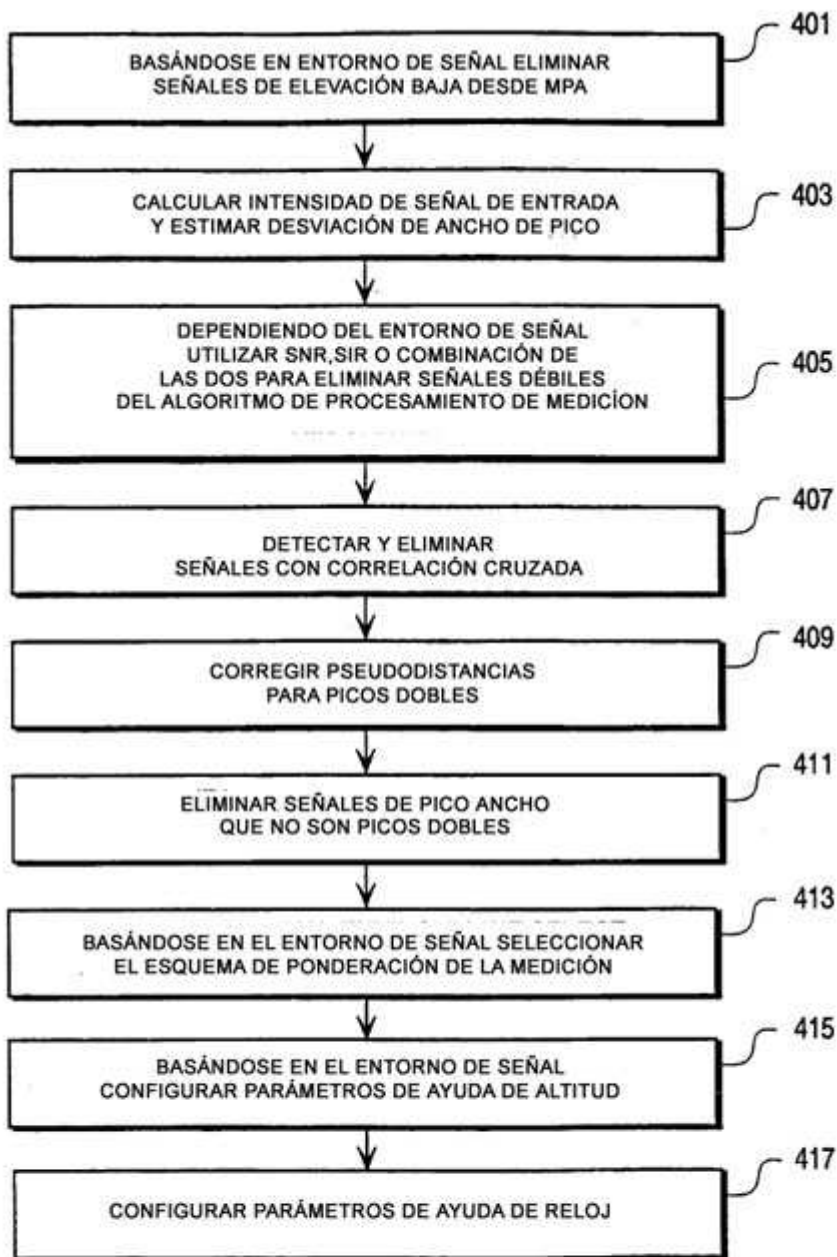 401
BASÁNDOSE EN ENTORNO DE SEÑAL ELIMINAR
SEÑALES DE ELEVACIÓN BAJA DESDE MPA
403
CALCULAR INTENSIDAD DE SEÑAL DE ENTRADA
Y ESTIMAR DESVIACIÓN DE ANCHO DE PICO
405
DEPENDIENDO DEL ENTORNO DE SEÑAL
UTILIZAR SNR,SIR O COMBINACIÓN DE
LAS DOS PARA ELIMINAR SEÑALES DÉBILES
DEL ALGORITMO DE PROCESAMIENTO DE MEDICÍON
407
DETECTAR Y ELIMINAR
SEÑALES CON CORRELACIÓN CRUZADA
409
CORREGIR PSEUDODISTANCIAS
PARA PICOS DOBLES
411
ELIMINAR SEÑALES DE PICO ANCHO
QUE NO SON PICOS DOBLES
413
BASÁNDOSE EN EL ENTORNO DE SEÑAL SELECCIONAR
EL ESQUEMA DE PONDERACIÓN DE LA MEDICIÓN
415
BASÁNDOSE EN EL ENTORNO DE SEÑAL
CONFIGURAR PARÁMETROS DE AYUDA DE ALTITUD
417
CONFIGURAR PARÁMETROS DE AYUDA DE RELOJ